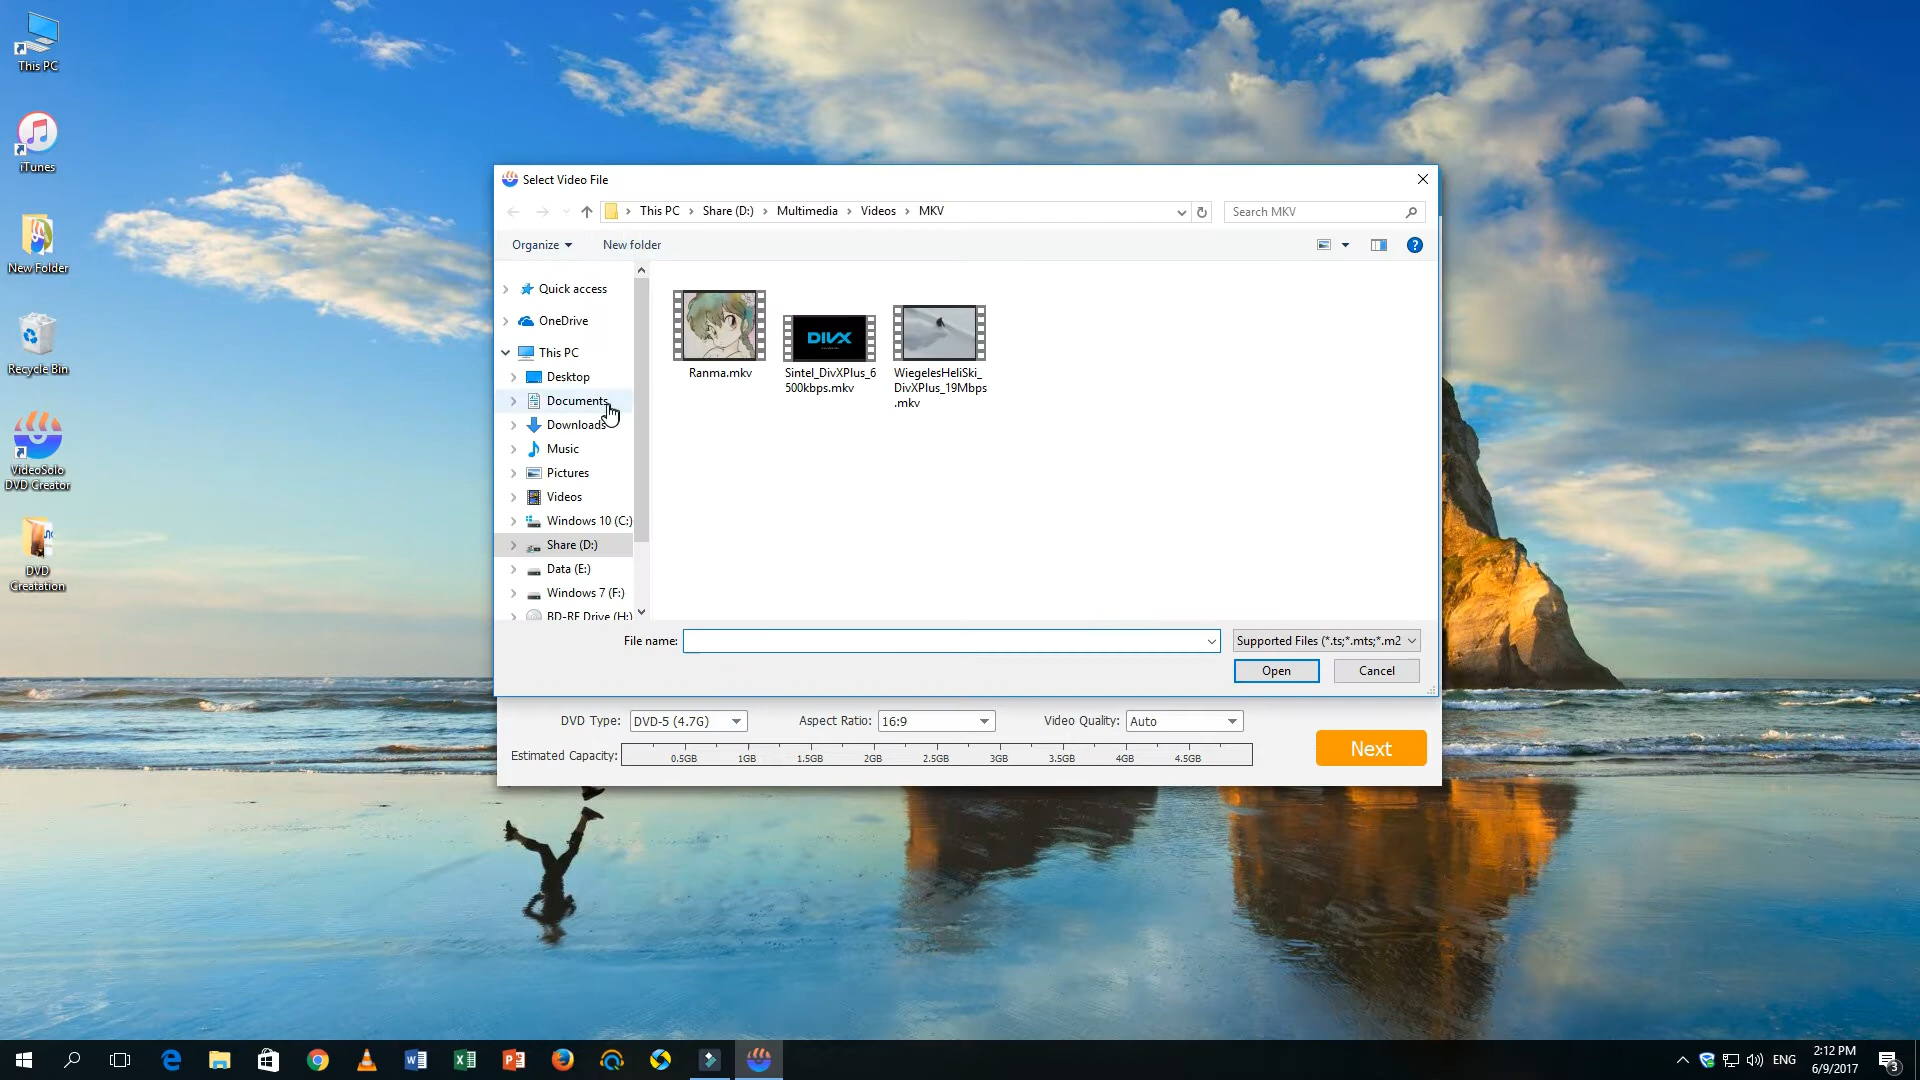 This PC
iTunes
New Folder
Recycle Bin
VideoSolo
DVD Creator
DVD
Creatation
Select Video File
This PC
Share (D:)
Multimedia
Videos
MKV
Search MKV
Organize
New folder
Quick access
OneDrive
This PC
Desktop
Documents
Downloads
Music
Pictures
Videos
Windows 10 (C:)
Share (D:)
Data (E:)
Windows 7 (F:)
BD-RE Drive (H:)
DIVX
Ranma.mkv
Sintel_DivXPlus_6
500kbps.mkv
WiegelesHeliSki_
DivXPlus_19Mbps
.mkv
File name:
Supported Files (*.ts;*.mts;*.m2
Open
Cancel
DVD Type:
DVD-5 (4.7G)
Aspect Ratio:
16:9
Video Quality:
Auto
Estimated Capacity:
0.5GB
1GB
1.5GB
2GB
2.5GB
3GB
3.5GB
4GB
4.5GB
Next
ENG
2:12 PM
6/9/2017
3